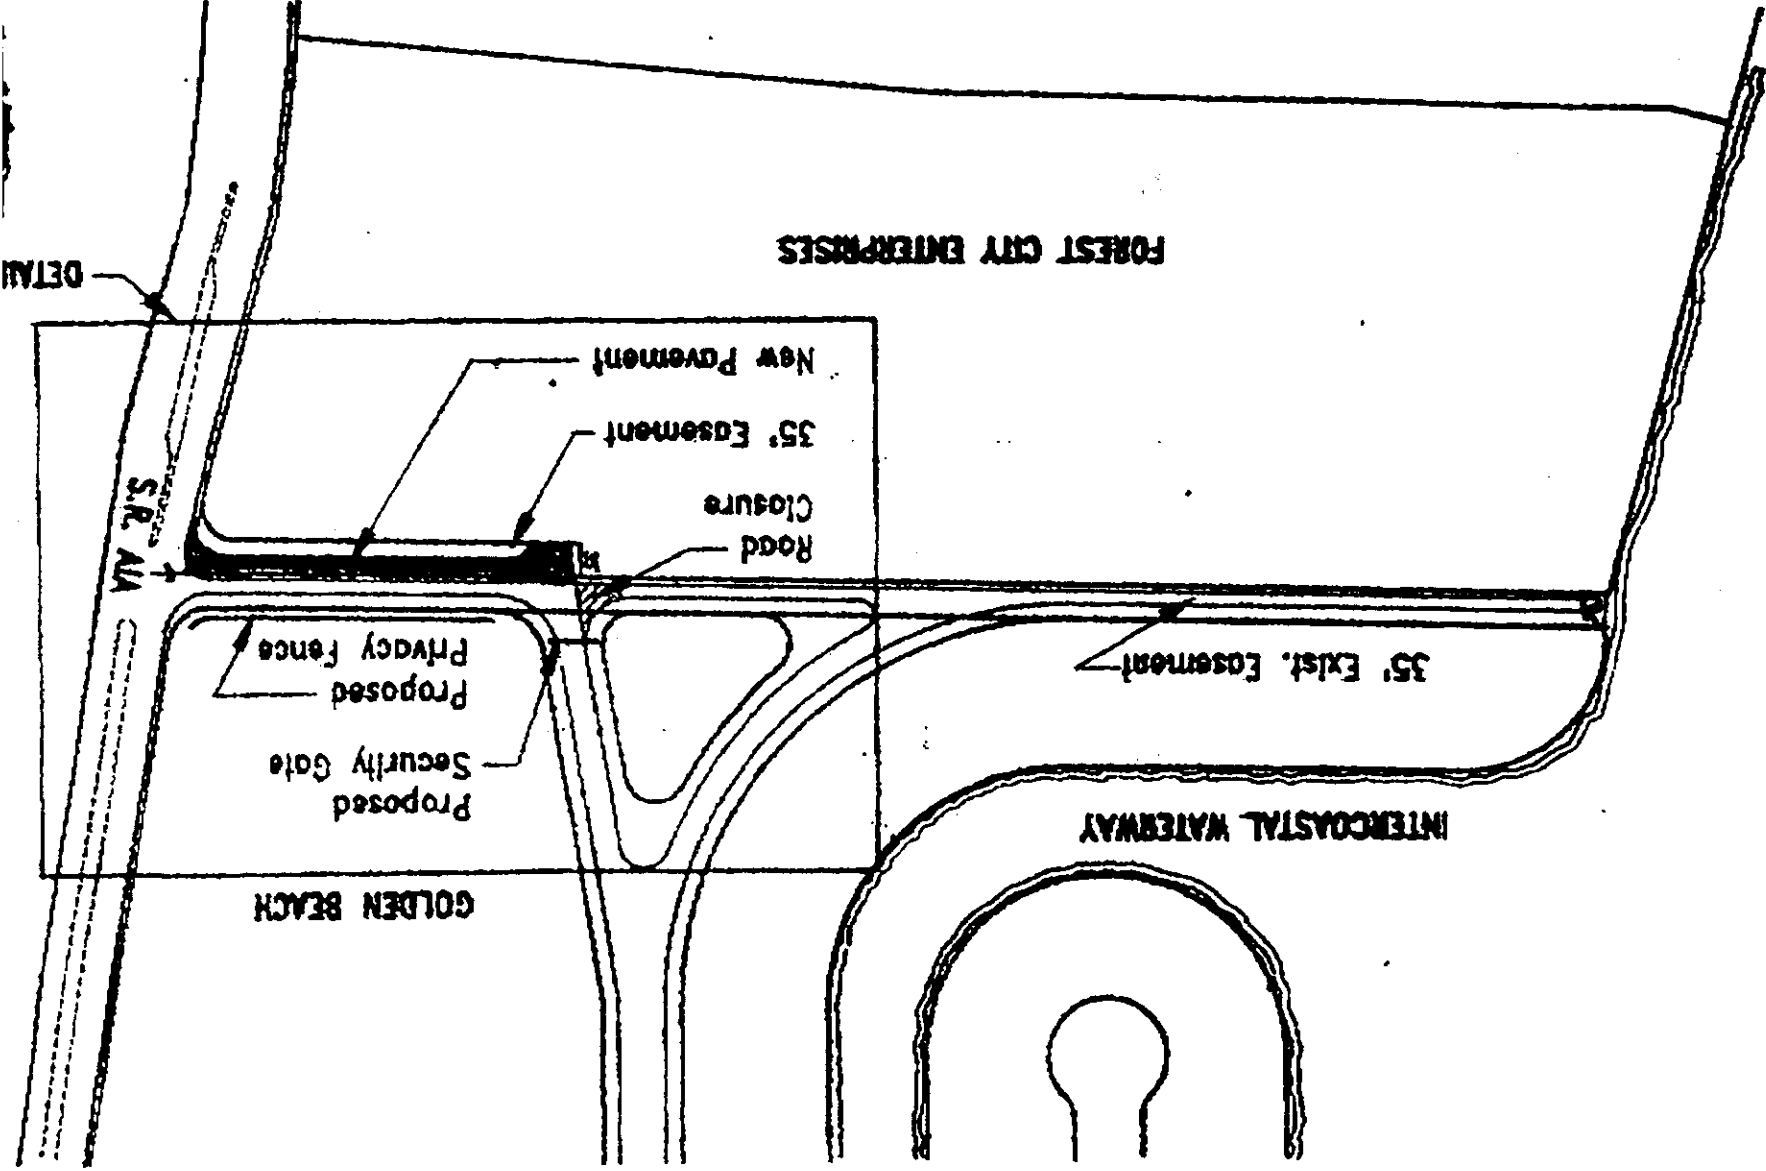 GOLDEN BEACH
INTERCOASTAL WATERWAY
Proposed
Security Gate
Proposed
Privacy Fence
35' Exist. Easement
S.R. A1A
Road
Closure
35' Easement
New Pavement
FOREST CITY ENTERPRISES
DETAI